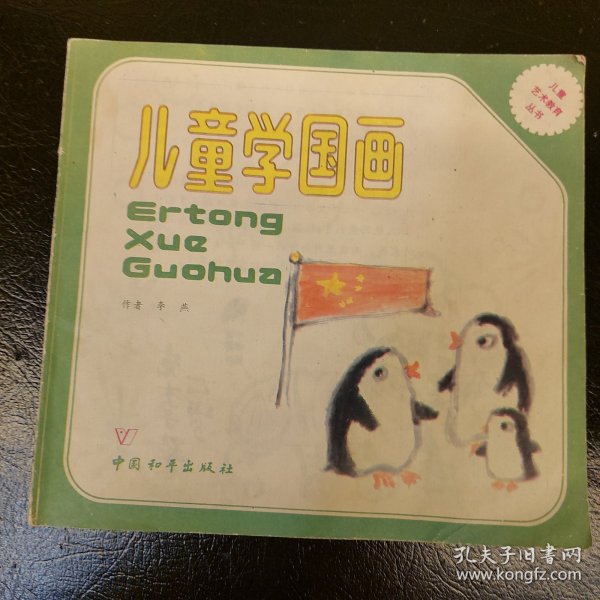 儿童
艺术教育
丛书
儿童学国画
Ertong
Xue
Guohua
作者 李燕
中国和平出版社
孔夫子旧书网
www.kongfz.com